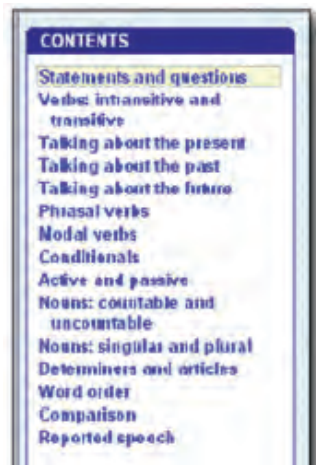 CONTENTS
Statements and questions
Verbs: intransitive and
transitive
Talking about the present
Talking about the past
Talking about the future
Phrasal verbs
Modal verbs
Conditionals
Active and passive
Nouns: countable and
uncountable
Nouns: singular and plural
Determiners and articles
Word order
Comparison
Reported speech